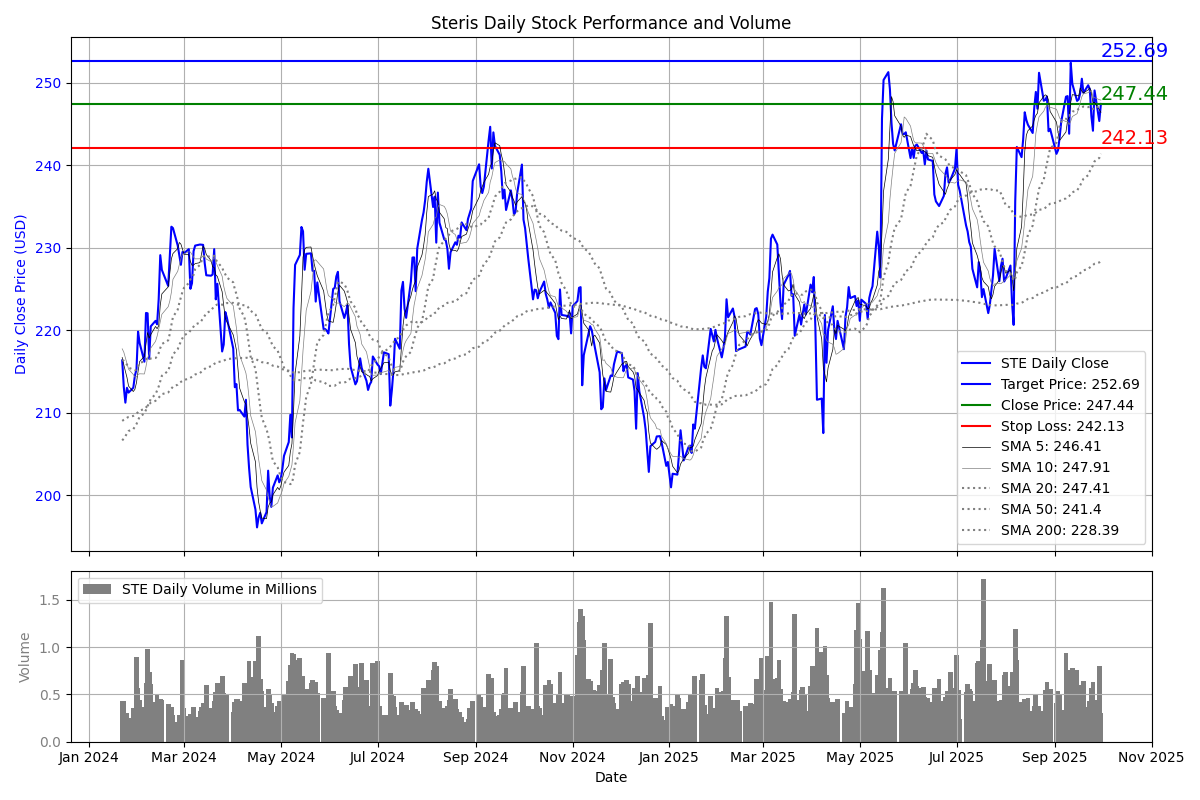 Steris Daily Stock Performance and Volume
252.69
250
247.44
242.13
240
Daily Close Price (USD)
230
220
210
200
STE Daily Close
Target Price: 252.69
Close Price: 247.44
Stop Loss: 242.13
SMA 5: 246.41
SMA 10: 247.91
SMA 20: 247.41
SMA 50: 241.4
SMA 200: 228.39
STE Daily Volume in Millions
1.5
1.0
Volume
0.5
0.0
Jan 2024 Mar 2024 May 2024 Jul 2024 Sep 2024 Nov 2024 Jan 2025 Mar 2025 May 2025 Jul 2025 Sep 2025 Nov 2025
Date